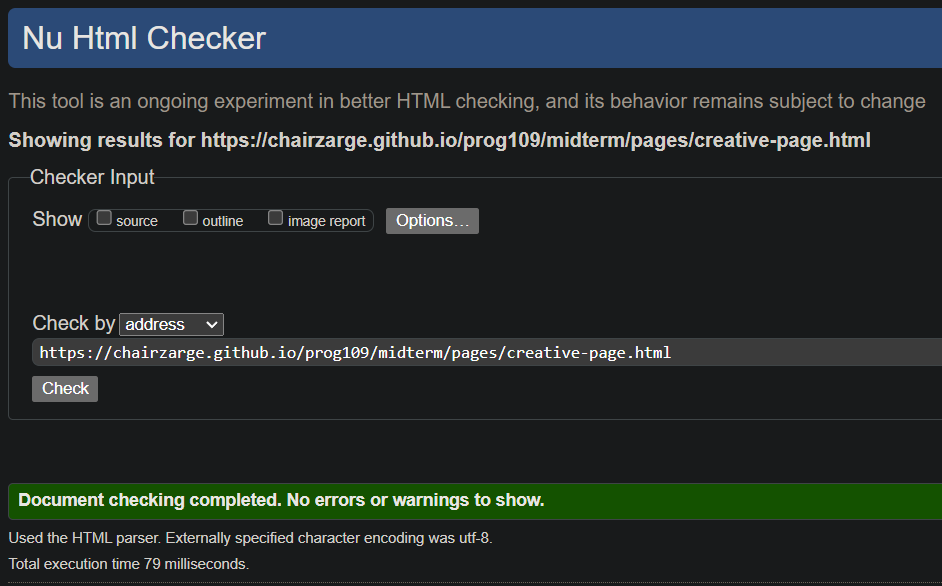 Nu Html Checker
This tool is an ongoing experiment in better HTML checking, and its behavior remains subject to change
Showing results for https://chairzarge.github.io/prog109/midterm/pages/creative-page.html
Checker Input
Show source outline image report Options...
Check by address
https://chairzarge.github.io/prog109/midterm/pages/creative-page.html
Check
Document checking completed. No errors or warnings to show.
Used the HTML parser. Externally specified character encoding was utf-8.
Total execution time 79 milliseconds.